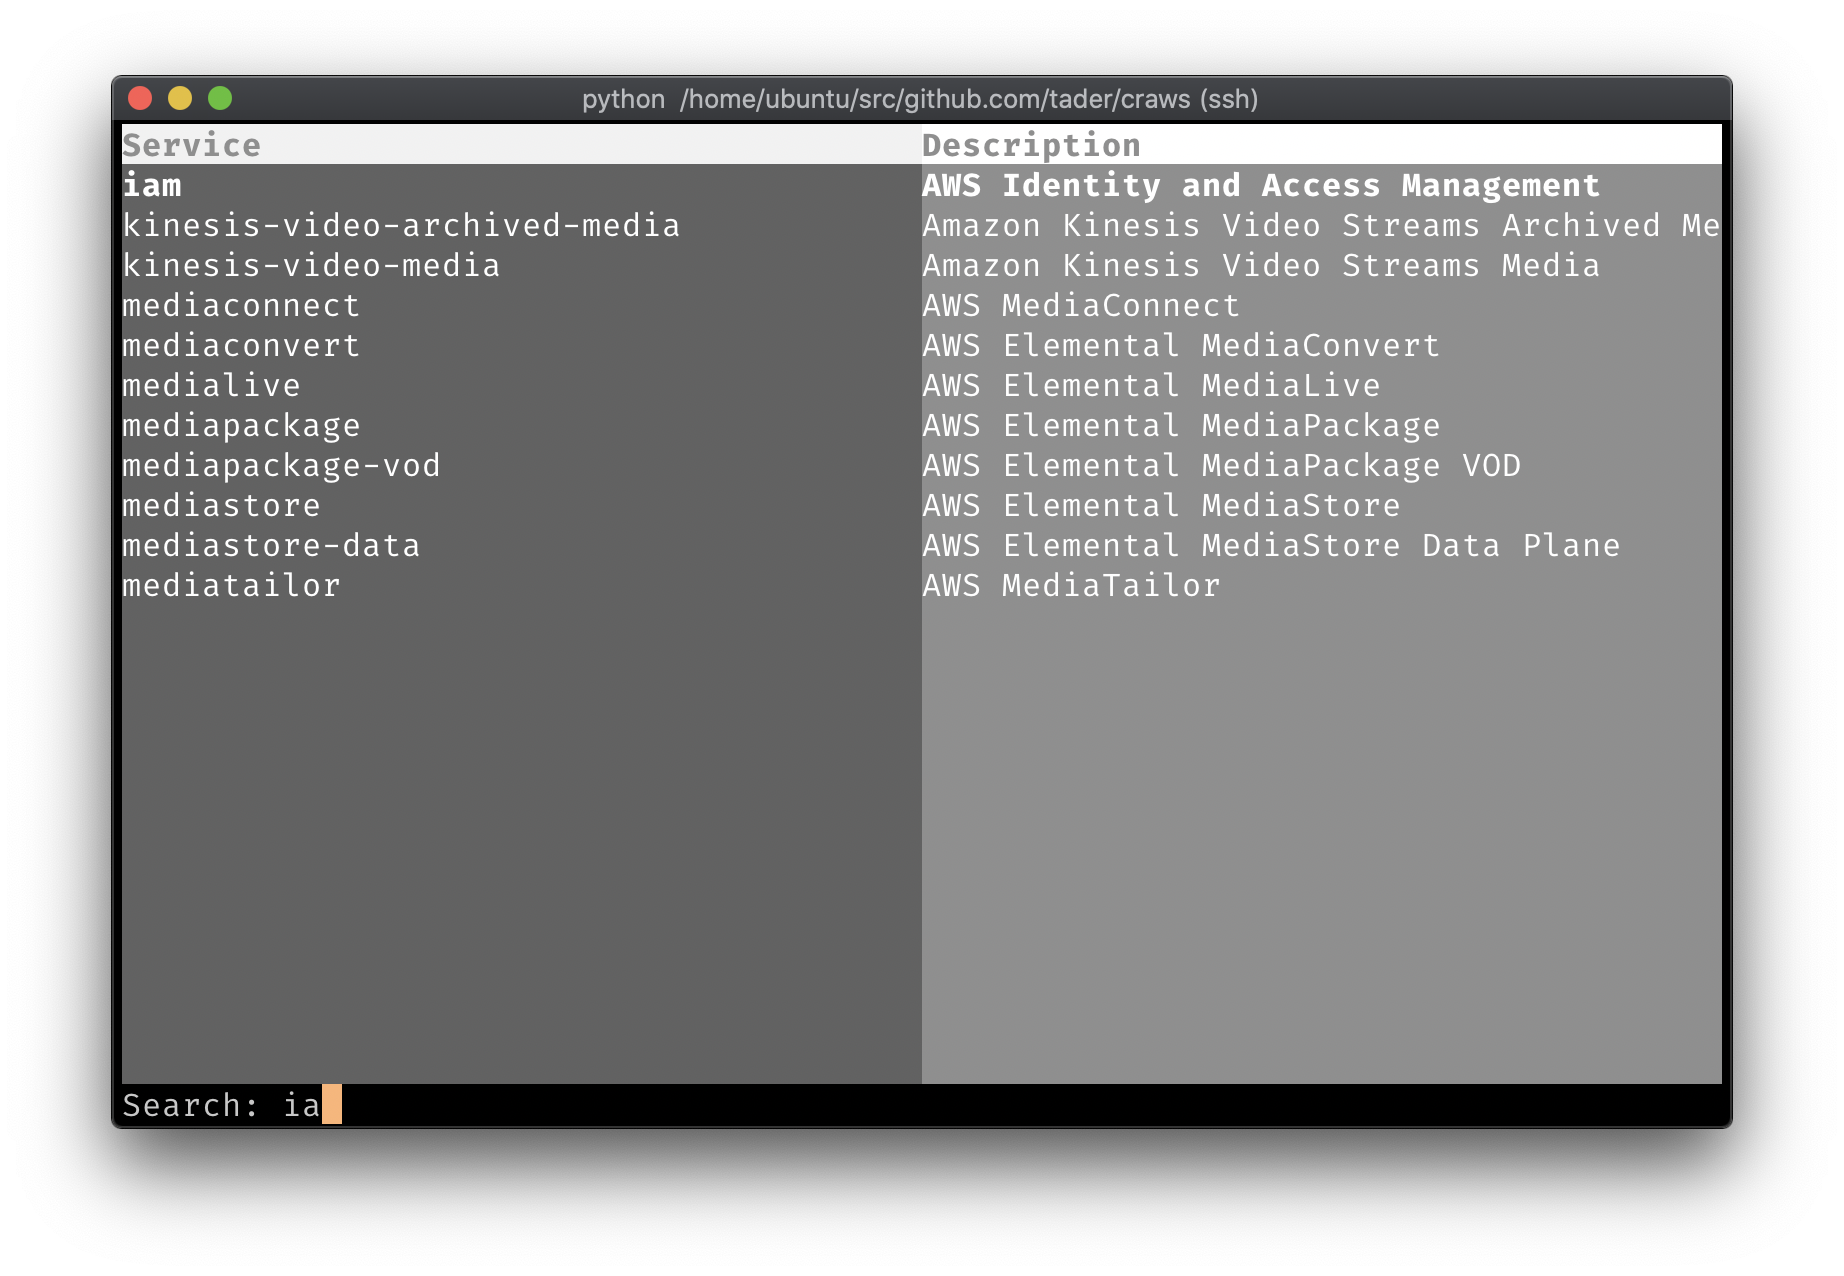 python /home/ubuntu/src/github.com/tader/craws (ssh)
Service Description
iam AWS Identity and Access Management
kinesis-video-archived-media Amazon Kinesis Video Streams Archived Me
kinesis-video-media Amazon Kinesis Video Streams Media
mediaconnect AWS MediaConnect
mediaconvert AWS Elemental MediaConvert
medialive AWS Elemental MediaLive
mediapackage AWS Elemental MediaPackage
mediapackage-vod AWS Elemental MediaPackage VOD
mediastore AWS Elemental MediaStore
mediastore-data AWS Elemental MediaStore Data Plane
mediatailor AWS MediaTailor
Search: ia